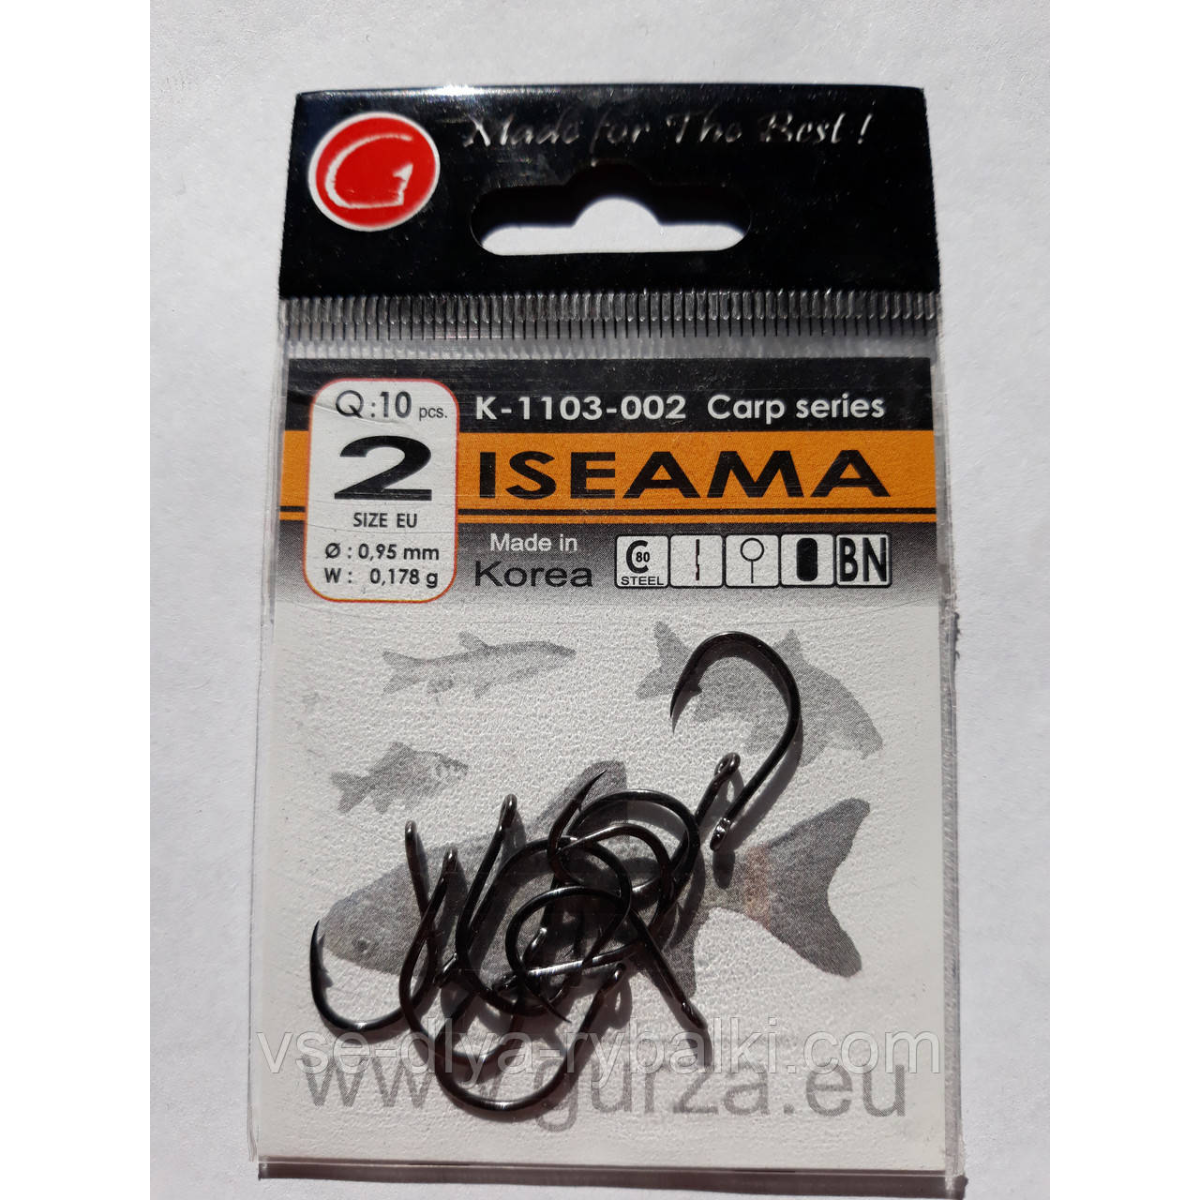 G
Made for The Best !
Q:10 pcs.
2
SIZE EU
Ø : 0,95 mm
W : 0,178 g
K-1103-002 Carp series
ISEAMA
Made in
Korea
C 80
STEEL
BN
vse-dlya-rybalki.com
www.gurza.eu